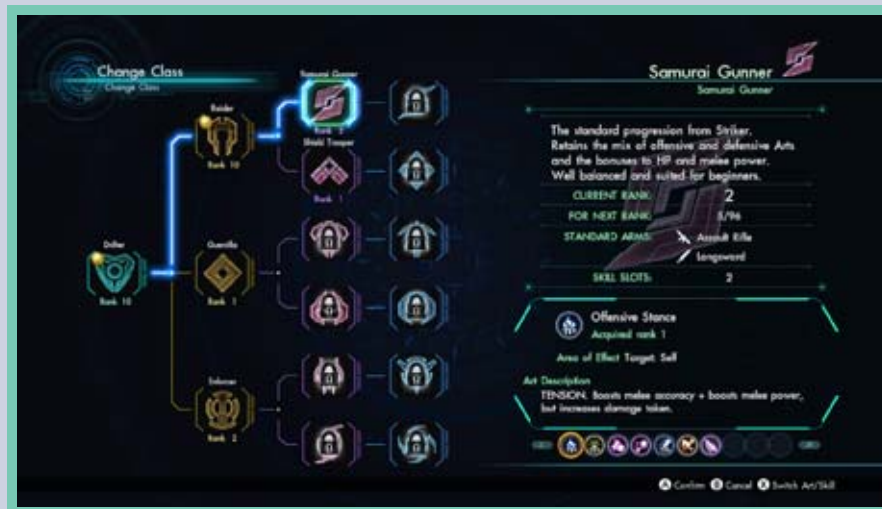 Change Class
Change Class
Samurai Gunner
Rank 2
Raider
Rank 10
Shield Trooper
Rank 1
Drifter
Rank 10
Guerrilla
Rank 1
Enforcer
Rank 2
Samurai Gunner
Samurai Gunner
The standard progression from Striker.
Retains the mix of offensive and defensive Arts
and the bonuses to HP and melee power.
Well balanced and suited for beginners.
CURRENT RANK: 2
FOR NEXT RANK: 5/96
STANDARD ARMS: Assault Rifle
Longsword
SKILL SLOTS: 2
Offensive Stance
Acquired rank 1
Area of Effect Target: Self
Art Description
TENSION. Boosts melee accuracy + boosts melee power,
but increases damage taken.
A Confirm B Cancel X Switch Art/Skill